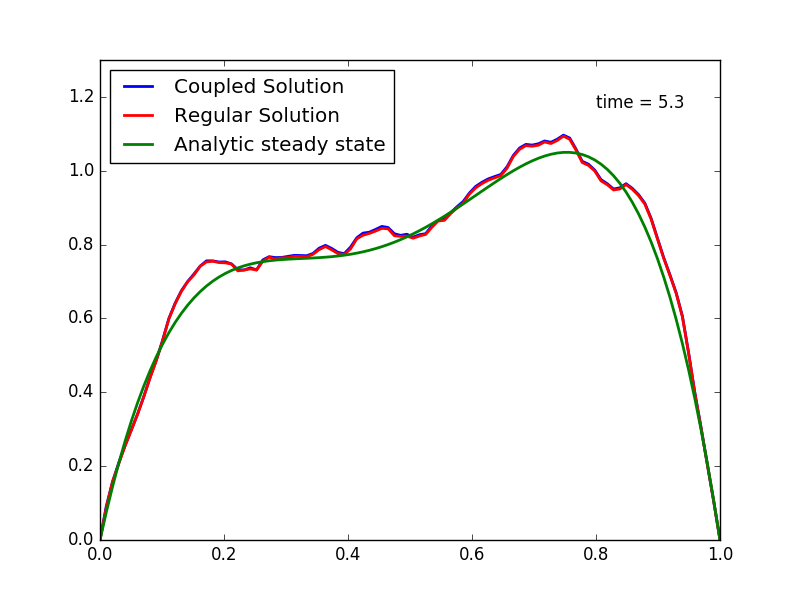 Coupled Solution
Regular Solution
Analytic steady state
time = 5.3
1.2
1.0
0.8
0.6
0.4
0.2
0.0
0.0 0.2 0.4 0.6 0.8 1.0